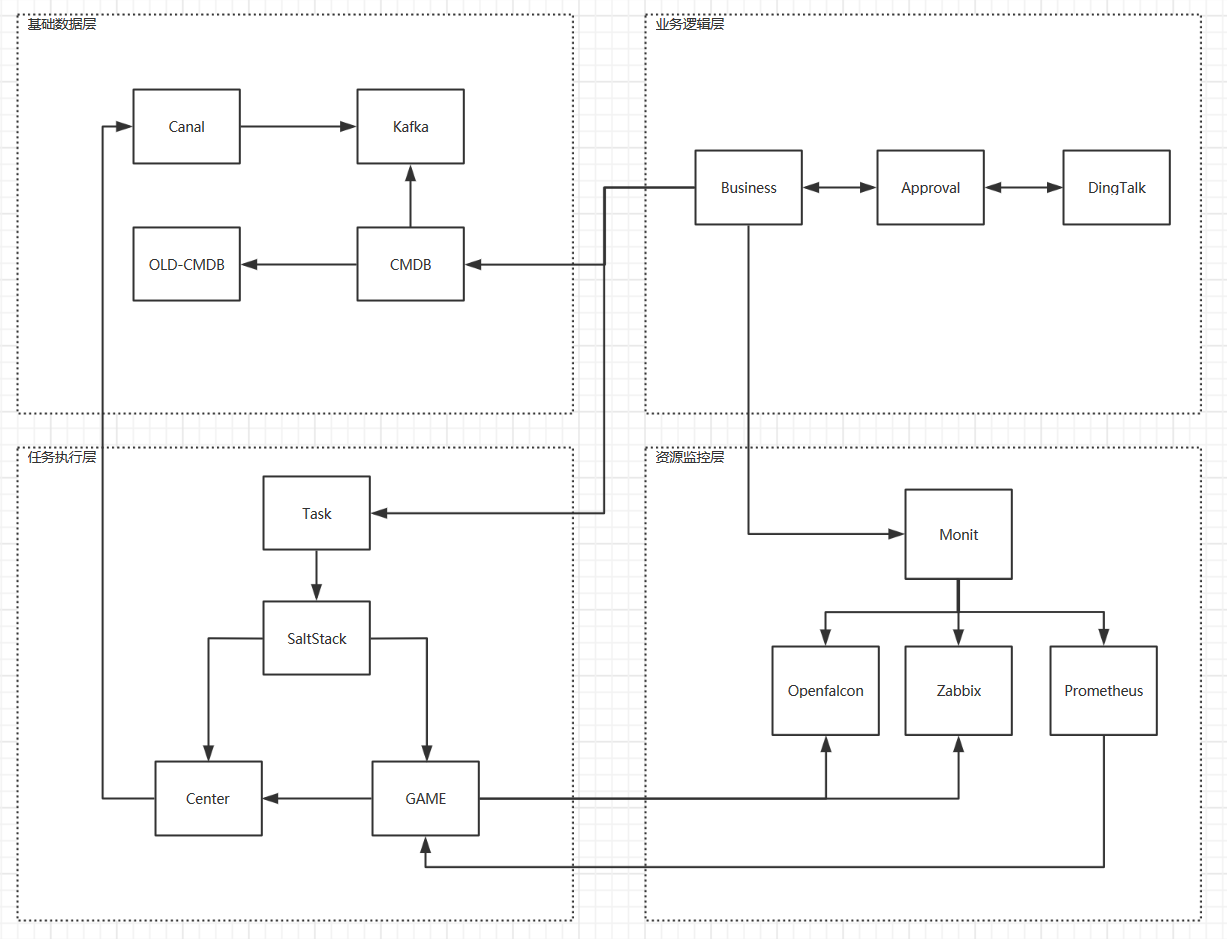 基础数据层
Canal
Kafka
OLD-CMDB
CMDB
业务逻辑层
Business
Approval
DingTalk
任务执行层
Task
SaltStack
Center
GAME
资源监控层
Monit
Openfalcon
Zabbix
Prometheus